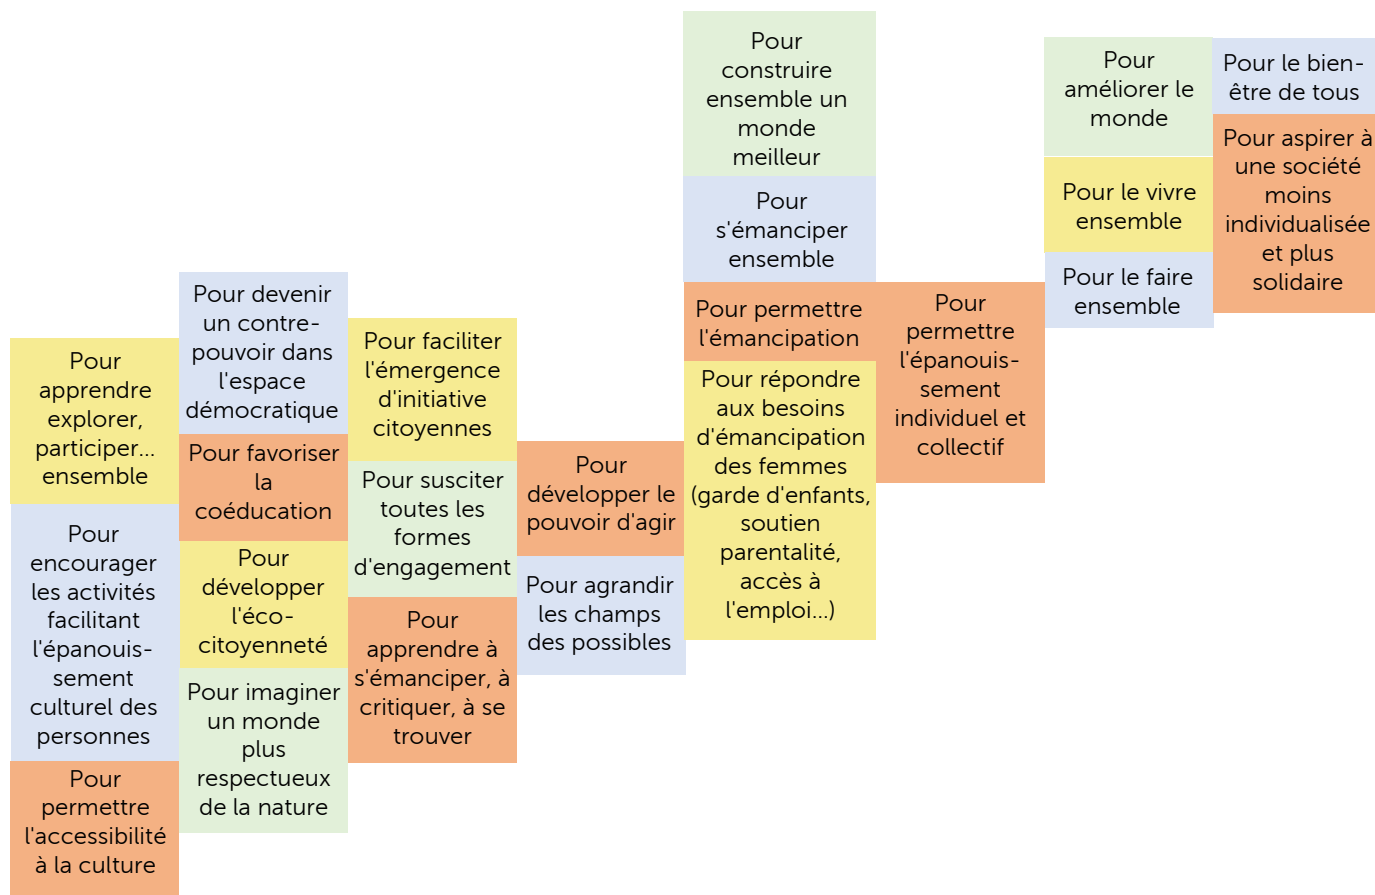 Pour
apprendre
explorer,
participer...
ensemble
Pour
encourager
les activités
facilitant
l'épanouis-
sement
culturel des
personnes
Pour
permettre
l'accessibilité
à la culture
Pour devenir
un contre-
pouvoir dans
l'espace
démocratique
Pour favoriser
la
coéducation
Pour
développer
l'éco-
citoyenneté
Pour imaginer
un monde
plus
respectueux
de la nature
Pour faciliter
l'émergence
d'initiative
citoyennes
Pour susciter
toutes les
formes
d'engagement
Pour
apprendre à
s'émanciper, à
critiquer, à se
trouver
Pour
développer le
pouvoir d'agir
Pour agrandir
les champs
des possibles
Pour
construire
ensemble un
monde
meilleur
Pour
s'émanciper
ensemble
Pour permettre
l'émancipation
Pour répondre
aux besoins
d'émancipation
des femmes
(garde d'enfants,
soutien
parentalité,
accès à
l'emploi...)
Pour
permettre
l'épanouis-
sement
individuel et
collectif
Pour
améliorer le
monde
Pour le vivre
ensemble
Pour le faire
ensemble
Pour le bien-
être de tous
Pour aspirer à
une société
moins
individualisée
et plus
solidaire